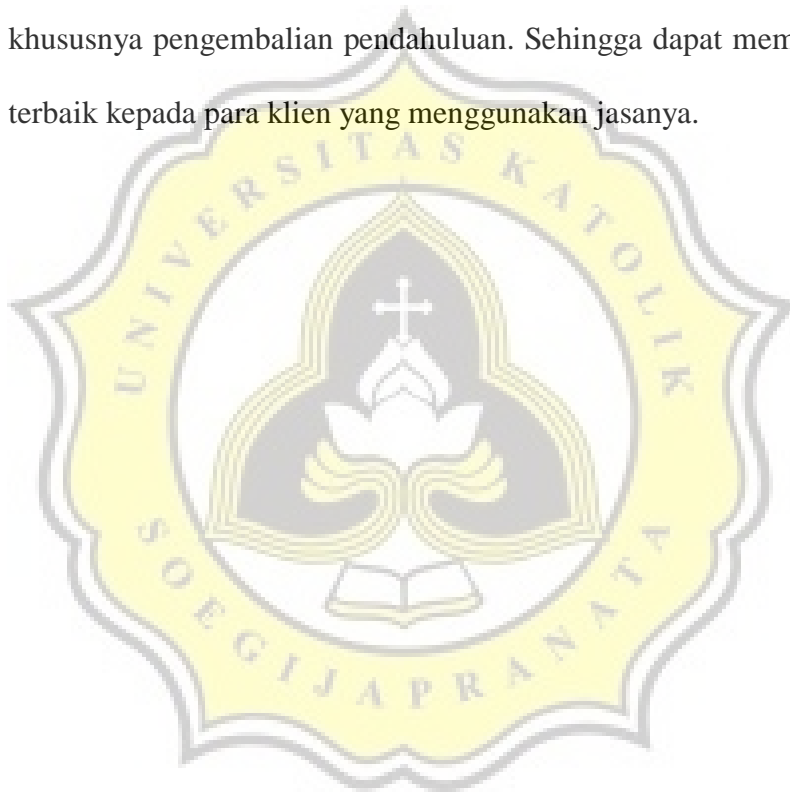 khususnya pengembalian pendahuluan. Sehingga dapat mem
terbaik kepada para klien yang menggunakan jasanya.
UNIVERSITAS KATOLIK
SOEGIJAPRANATA